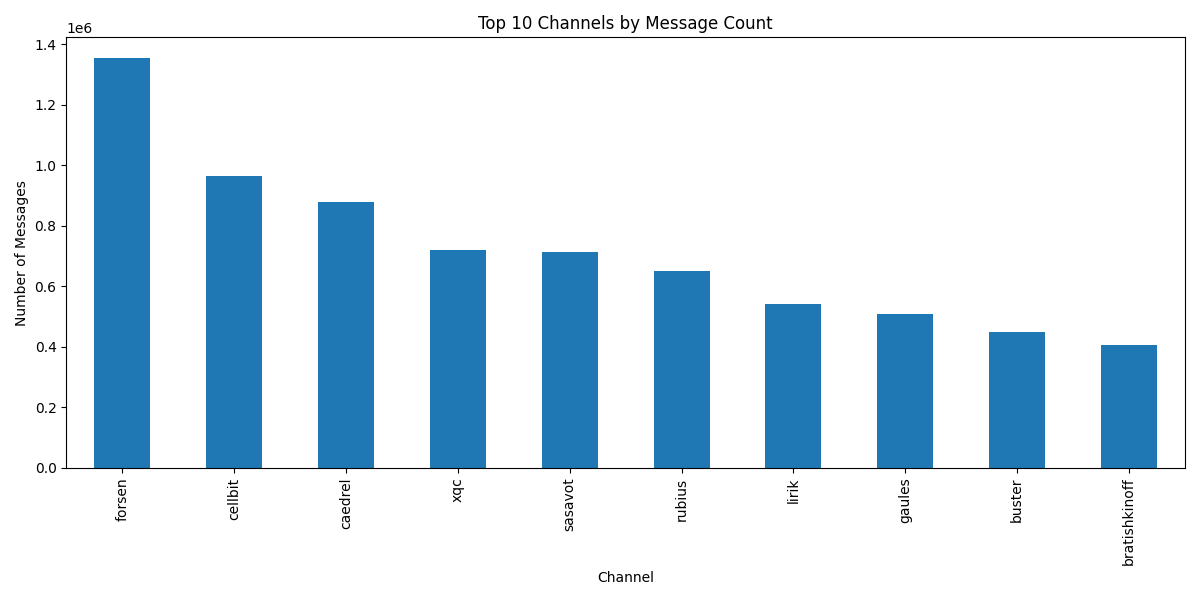 Top 10 Channels by Message Count
1e6
1.4
1.2
1.0
0.8
0.6
0.4
0.2
0.0
Number of Messages
forsen
cellbit
caedrel
xqc
sasavot
rubius
lirik
gaules
buster
bratishkinoff
Channel